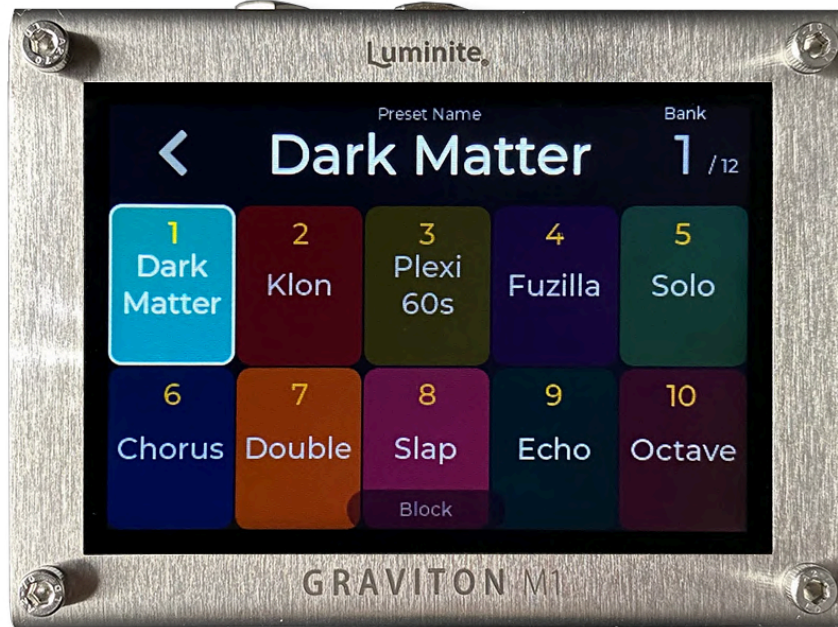 Luminite
Preset Name
Bank
Dark Matter
1 / 12
1
Dark
Matter
2
Klon
3
Plexi
60s
4
Fuzilla
5
Solo
6
Chorus
7
Double
8
Slap
9
Echo
10
Octave
Block
GRAVITON M1